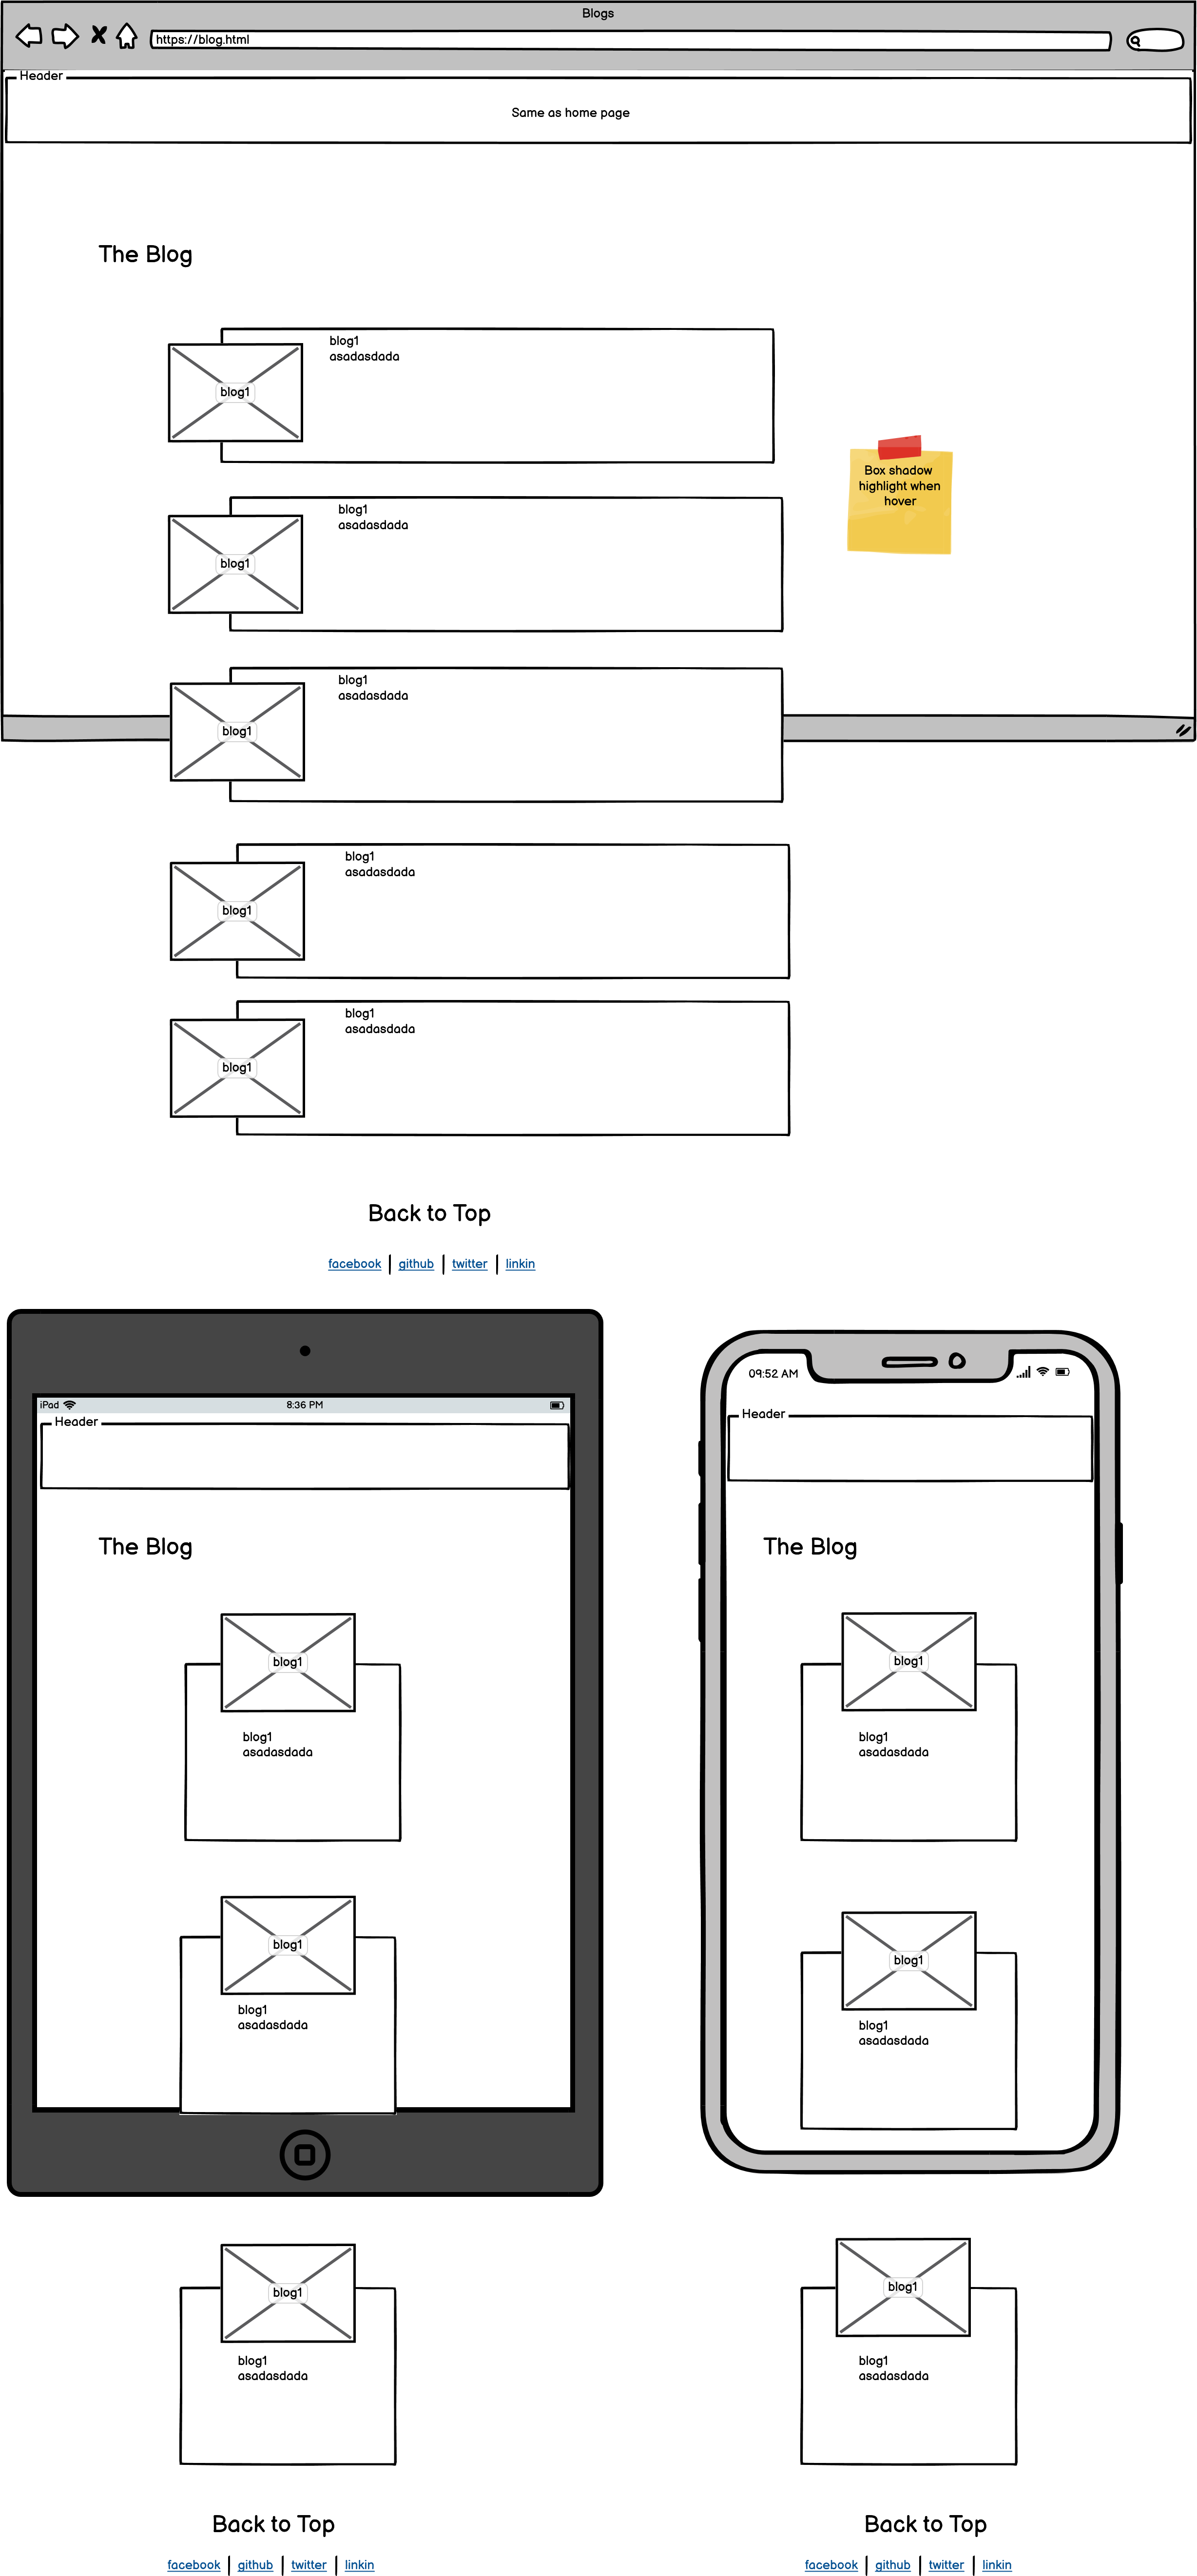 Blogs
https://blog.html
Header
Same as home page
The Blog
blog1
asadasdada
blog1
Box shadow
highlight when
hover
blog1
asadasdada
blog1
blog1
asadasdada
blog1
blog1
asadasdada
blog1
blog1
asadasdada
blog1
Back to Top
facebook github twitter linkin
iPad 8:36 PM
Header
The Blog
blog1
blog1
asadasdada
blog1
blog1
asadasdada
blog1
blog1
asadasdada
Back to Top
facebook github twitter linkin
09:52 AM
Header
The Blog
blog1
blog1
asadasdada
blog1
blog1
asadasdada
blog1
blog1
asadasdada
Back to Top
facebook github twitter linkin